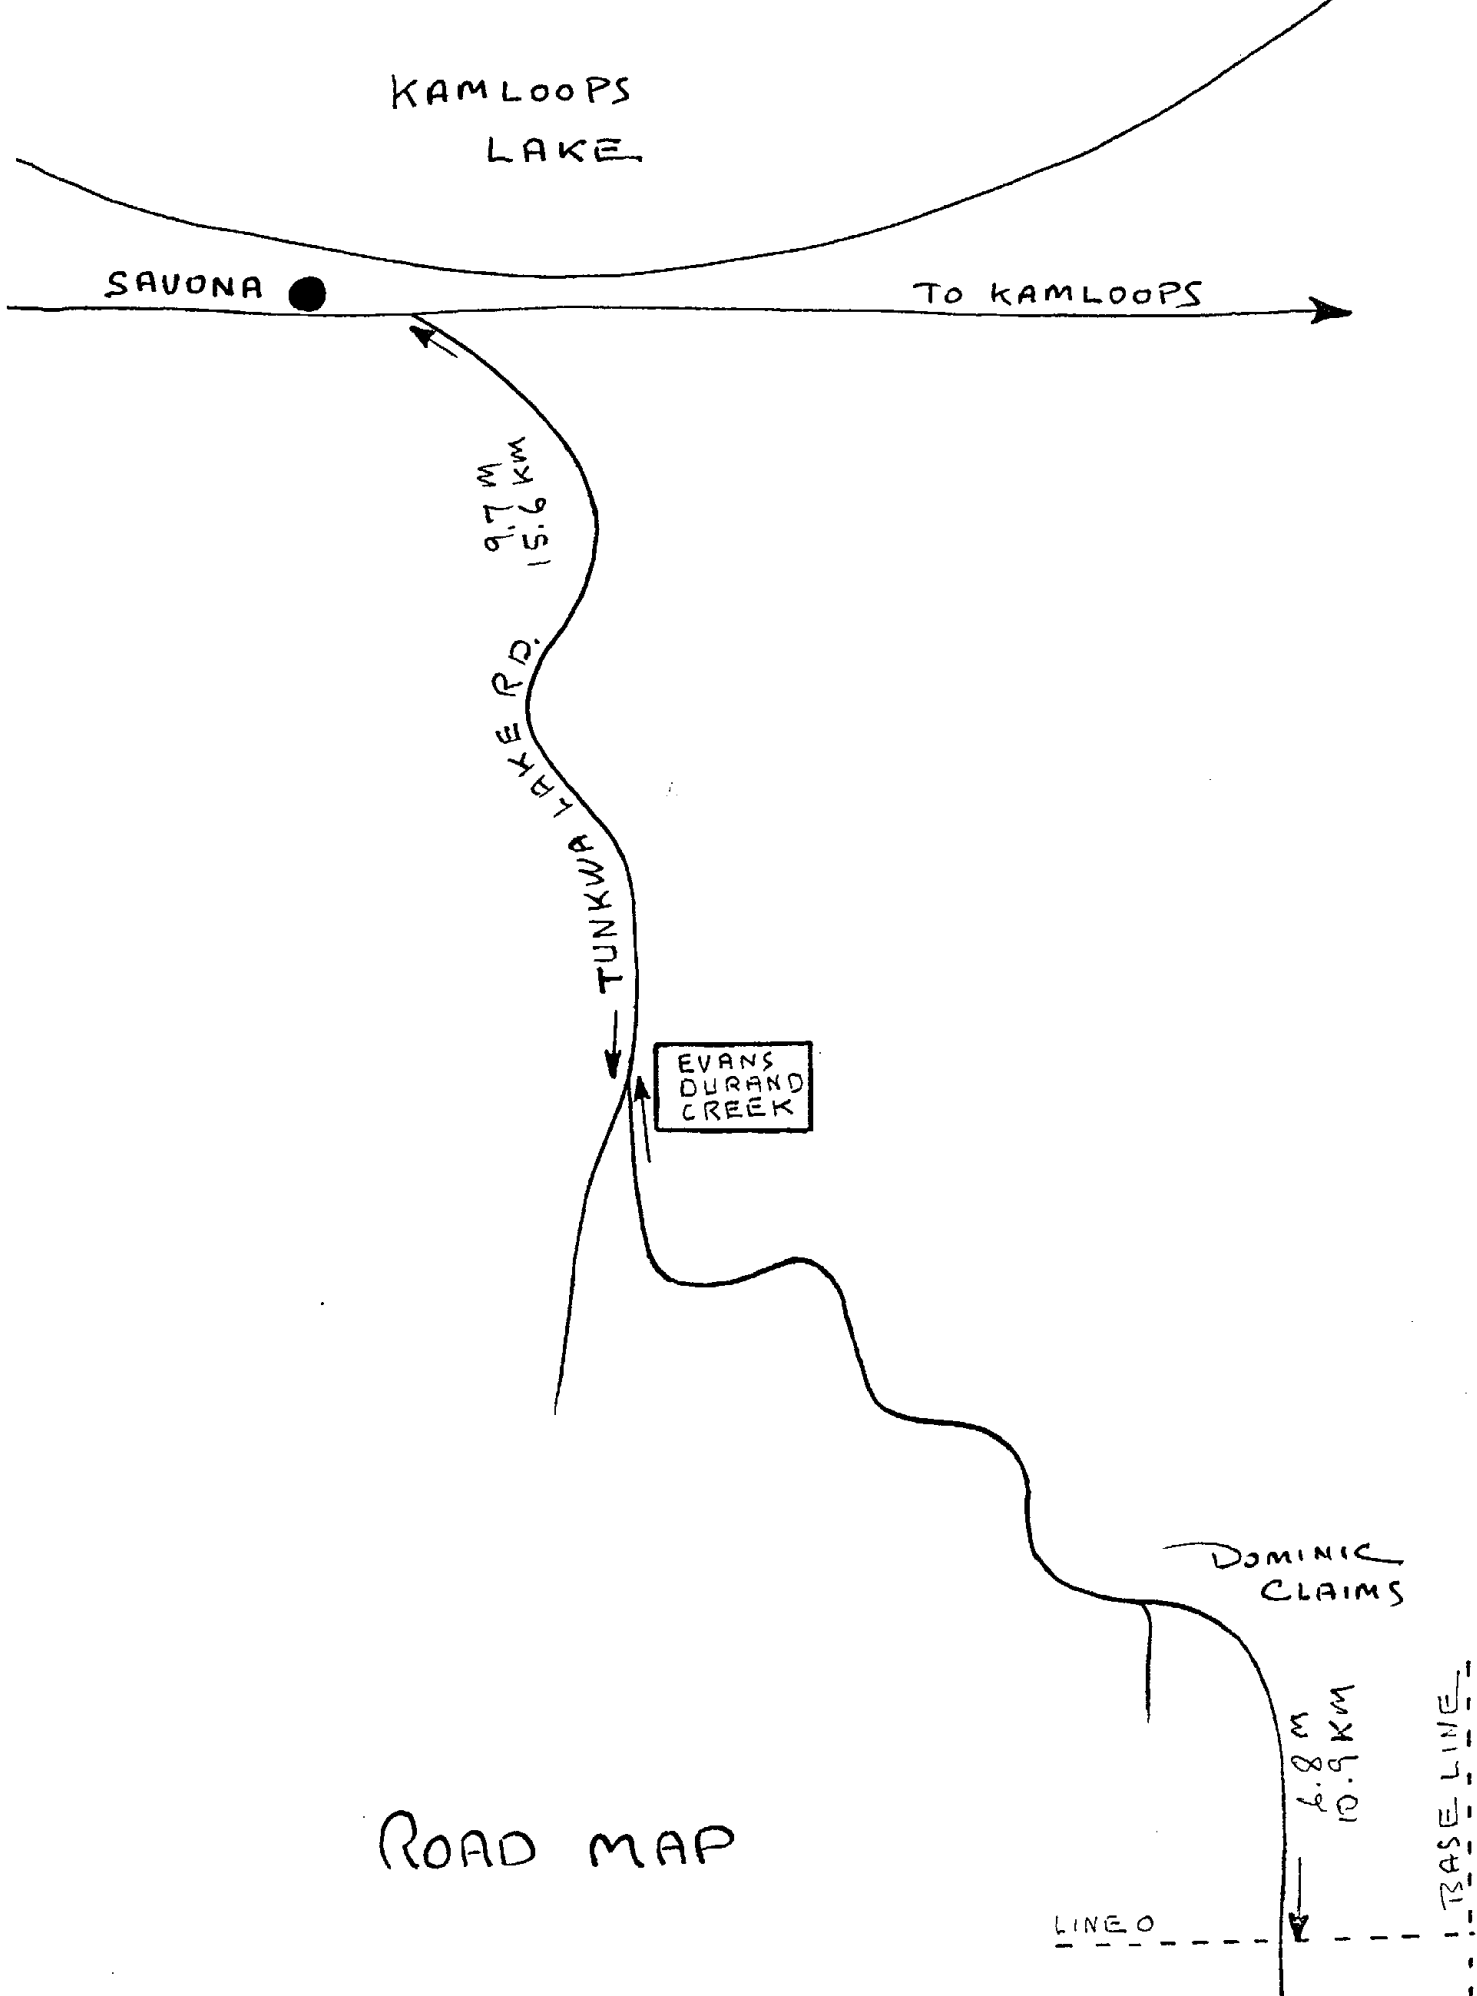 KAMLOOPS
LAKE
SAVONA
TO KAMLOOPS
9.7 M
15.6 KM
TUNKWA LAKE RD.
EVANS
DURAND
CREEK
DOMINIC
CLAIMS
6.8 M
10.9 KM
BASE LINE
ROAD MAP
LINE O